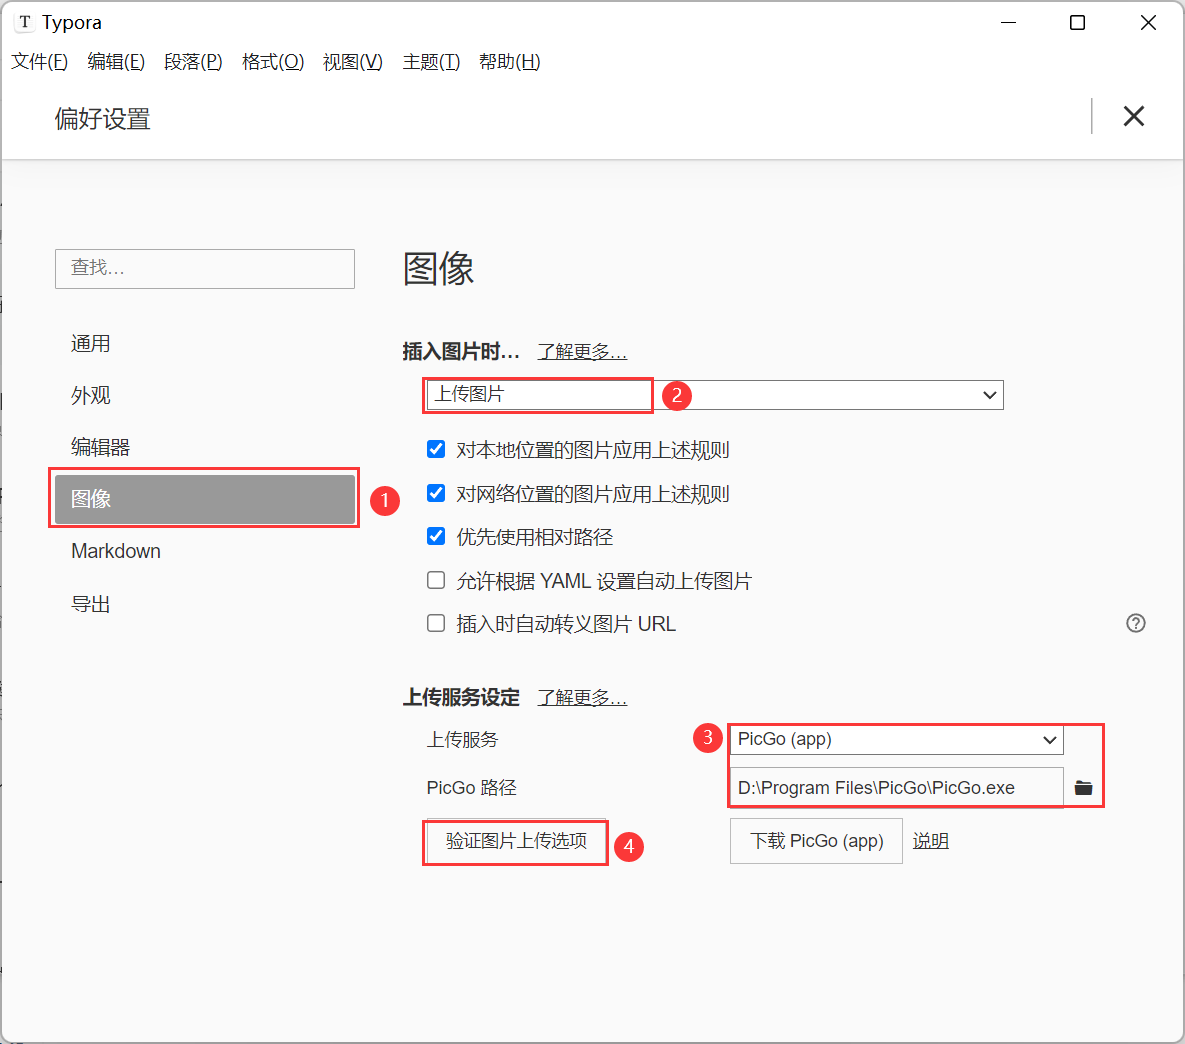 T Typora
文件(F) 编辑(E) 段落(P) 格式(O) 视图(V) 主题(T) 帮助(H)
偏好设置
查找...
通用
外观
编辑器
图像
1
Markdown
导出
图像
插入图片时... 了解更多...
上传图片
2
对本地位置的图片应用上述规则
对网络位置的图片应用上述规则
优先使用相对路径
允许根据 YAML 设置自动上传图片
插入时自动转义图片 URL
?
上传服务设定 了解更多...
上传服务
3
PicGo (app)
PicGo 路径
D:\Program Files\PicGo\PicGo.exe
验证图片上传选项
4
下载 PicGo (app) 说明